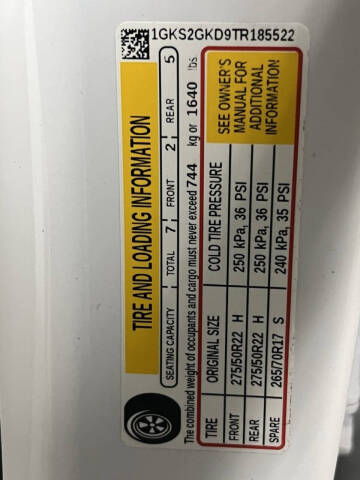 1GKS2GKD9TR185522
TIRE AND LOADING INFORMATION
SEATING CAPACITY | TOTAL 7 | FRONT 2 | REAR 5
The combined weight of occupants and cargo must never exceed 744 kg or 1640 lbs
TIRE ORIGINAL SIZE COLD TIRE PRESSURE
FRONT 275/50R22 H 250 kPa, 36 PSI
REAR 275/50R22 H 250 kPa, 36 PSI
SPARE 265/70R17 S 240 kPa, 35 PSI
SEE OWNER'S
MANUAL FOR
ADDITIONAL
INFORMATION